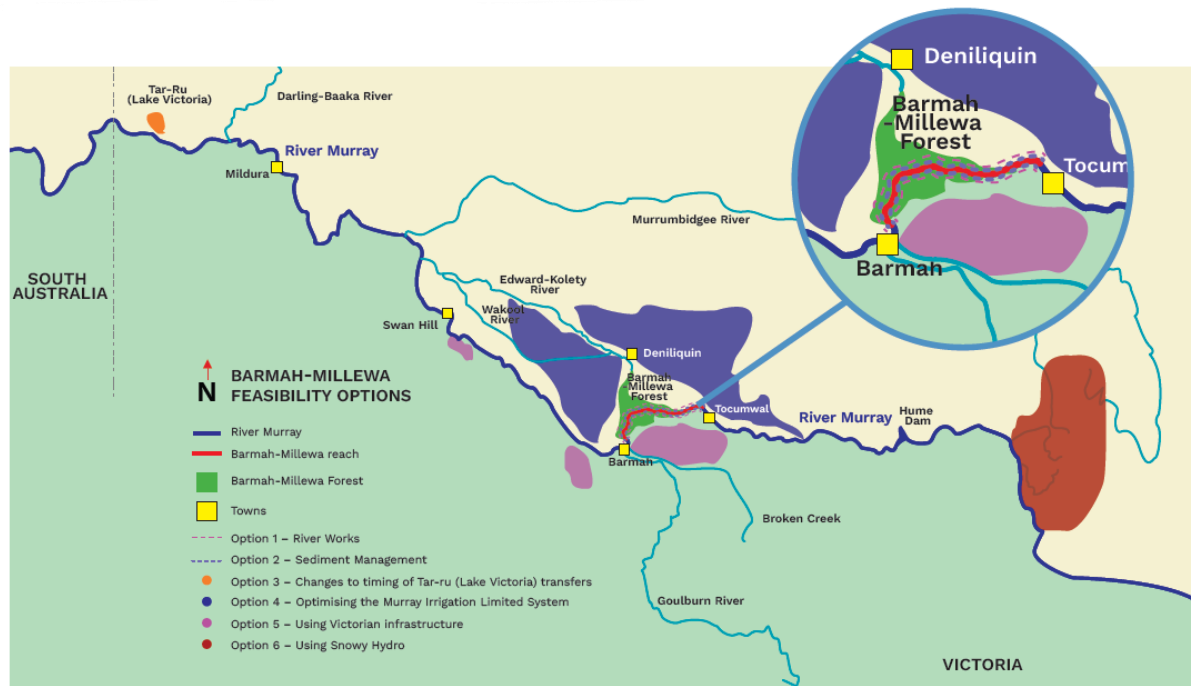 Deniliquin
Barmah
-Millewa
Forest
Tocum
Barmah
Tar-Ru
(Lake Victoria)
Darling-Baaka River
River Murray
Mildura
Murrumbidgee River
SOUTH
AUSTRALIA
Edward-Kolety
River
Wakool
River
Swan Hill
Deniliquin
Barmah
-Millewa
Forest
Tocumwal
River Murray
Hume
Dam
Barmah
Broken Creek
Goulburn River
VICTORIA
N
BARMAH-MILLEWA
FEASIBILITY OPTIONS
River Murray
Barmah-Millewa reach
Barmah-Millewa Forest
Towns
Option 1 – River Works
Option 2 – Sediment Management
Option 3 – Changes to timing of Tar-ru (Lake Victoria) transfers
Option 4 – Optimising the Murray Irrigation Limited System
Option 5 – Using Victorian infrastructure
Option 6 – Using Snowy Hydro